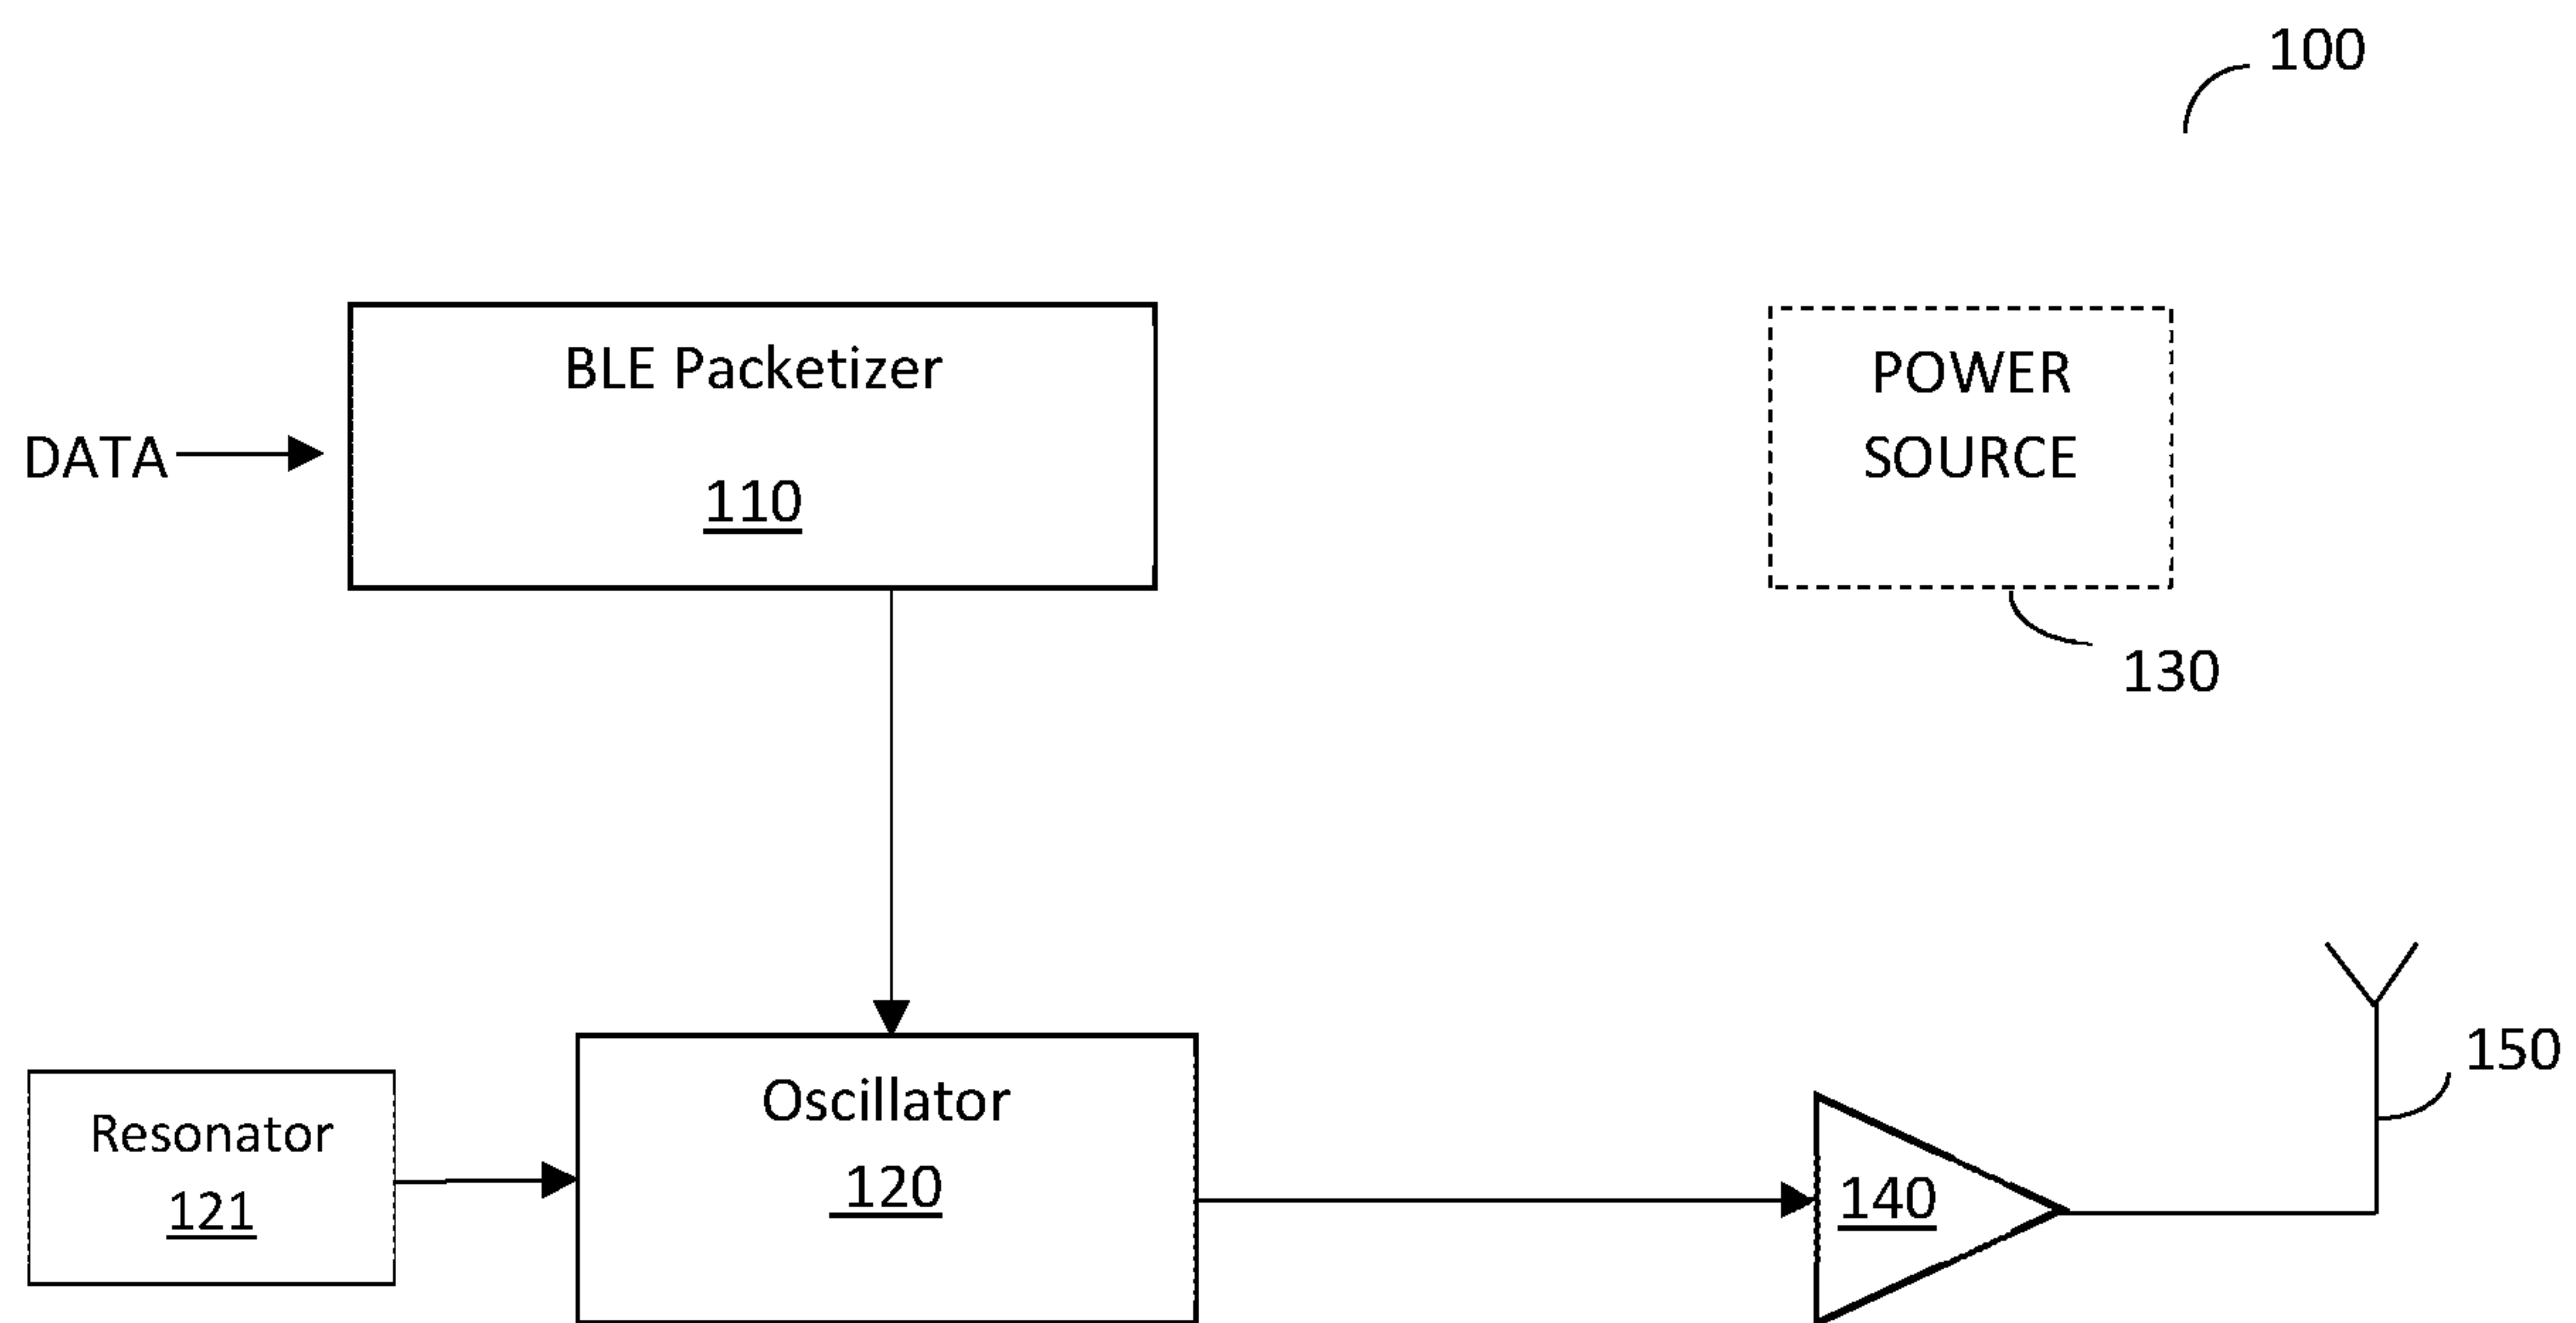 100
BLE Packetizer
DATA
110
POWER
SOURCE
130
Resonator
121
Oscillator
120
140
150